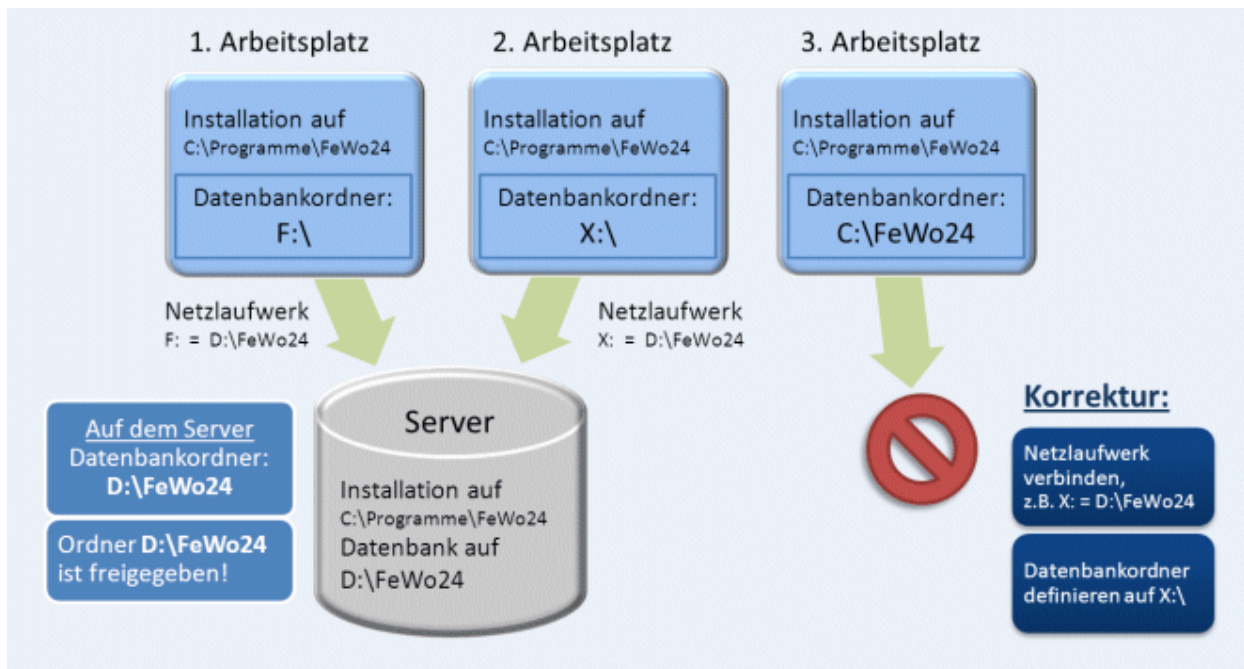 1. Arbeitsplatz
2. Arbeitsplatz
3. Arbeitsplatz
Installation auf
C:\Programme\FeWo24
Datenbankordner:
F:\
Installation auf
C:\Programme\FeWo24
Datenbankordner:
X:\
Installation auf
C:\Programme\FeWo24
Datenbankordner:
C:\FeWo24
Netzlaufwerk
F: = D:\FeWo24
Netzlaufwerk
X: = D:\FeWo24
Auf dem Server
Datenbankordner:
D:\FeWo24
Ordner D:\FeWo24
ist freigegeben!
Server
Installation auf
C:\Programme\FeWo24
Datenbank auf
D:\FeWo24
Korrektur:
Netzlaufwerk
verbinden,
z.B. X: = D:\FeWo24
Datenbankordner
definieren auf X:\